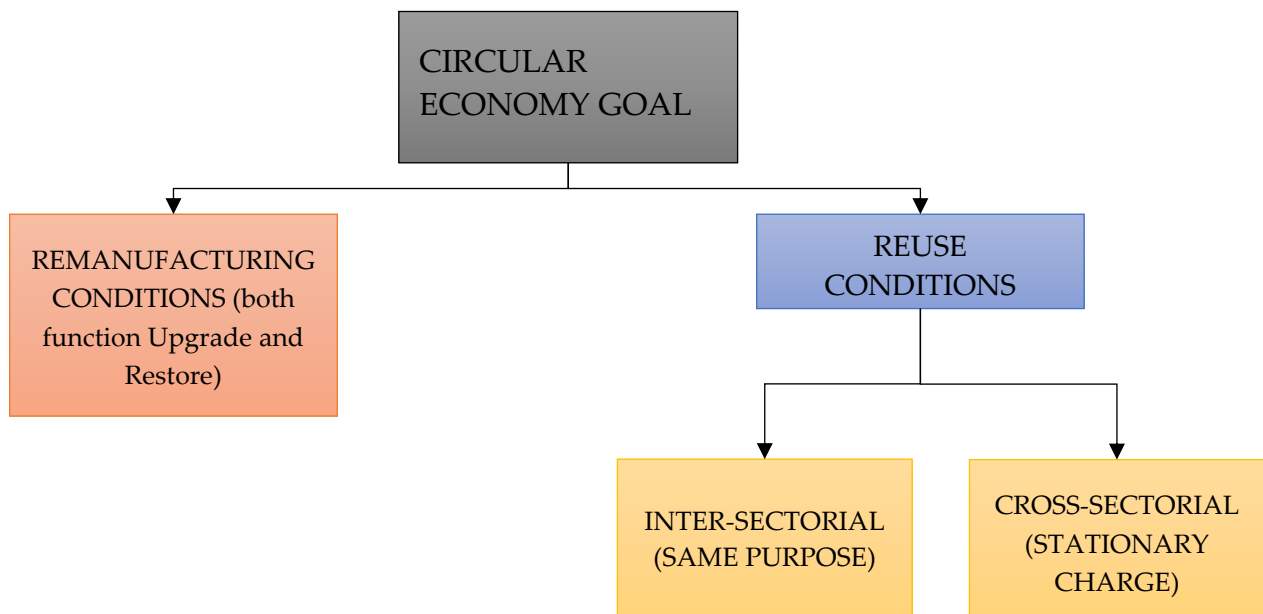 CIRCULAR
ECONOMY GOAL
REMANUFACTURING
CONDITIONS (both
function Upgrade and
Restore)
REUSE
CONDITIONS
INTER-SECTORIAL
(SAME PURPOSE)
CROSS-SECTORIAL
(STATIONARY
CHARGE)